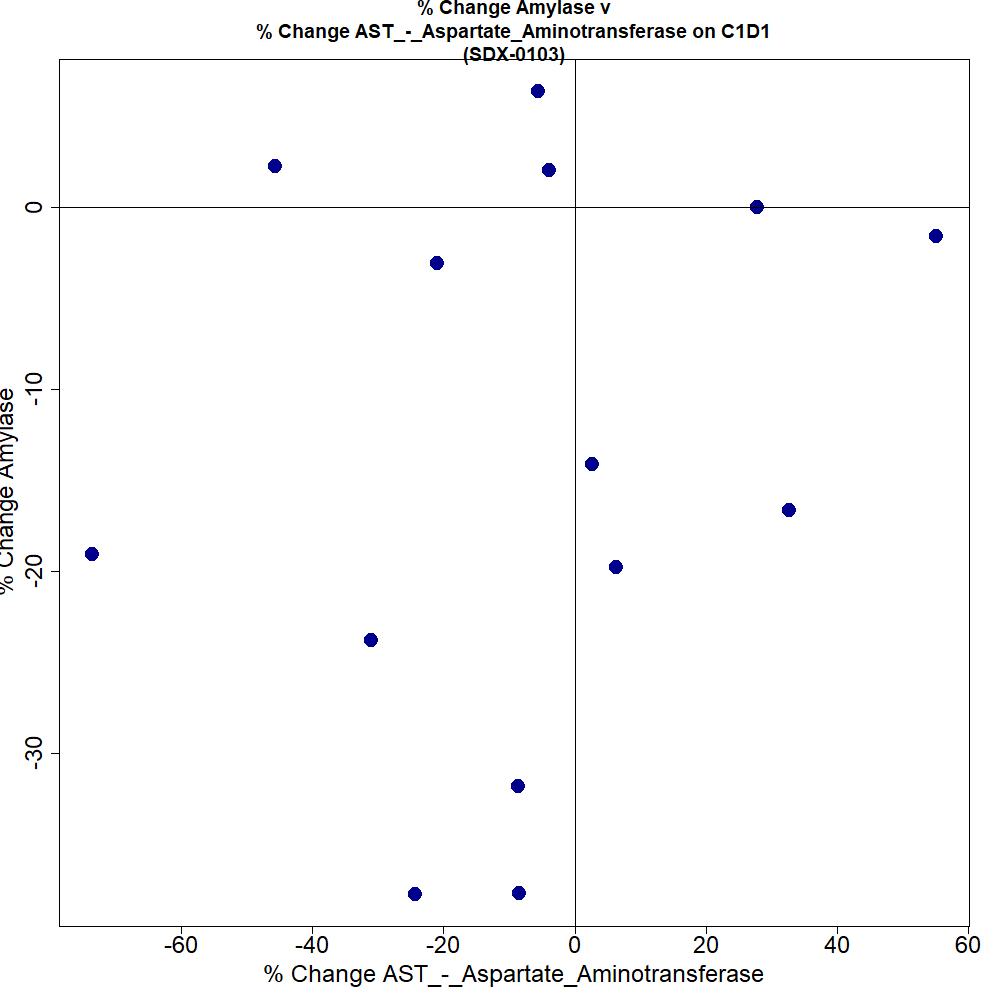 % Change Amylase v
% Change AST_-_Aspartate_Aminotransferase on C1D1
(SDX-0103)
% Change Amylase
0
-10
-20
-30
-60
-40
-20
0
20
40
60
% Change AST_-_Aspartate_Aminotransferase